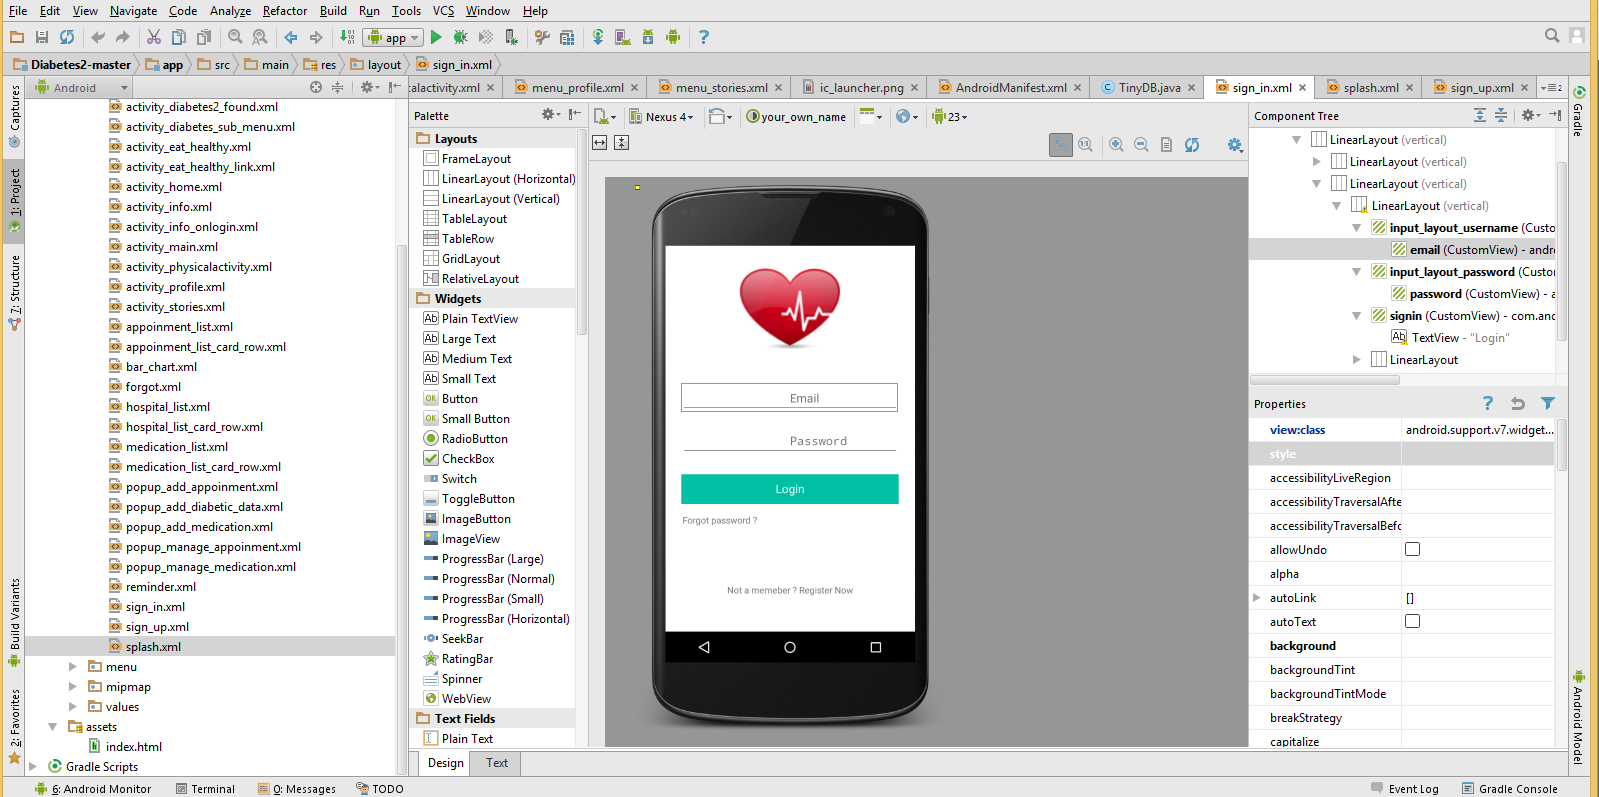 File Edit View Navigate Code Analyze Refactor Build Run Tools VCS Window Help
app
Diabetes2-master app src main res layout sign_in.xml
Android
calactivity.xml menu_profile.xml menu_stories.xml ic_launcher.png AndroidManifest.xml TinyDB.java sign_in.xml splash.xml sign_up.xml 2
Captures
1: Project
7: Structure
Build Variants
2: Favorites
activity_diabetes2_found.xml
activity_diabetes_sub_menu.xml
activity_eat_healthy.xml
activity_eat_healthy_link.xml
activity_home.xml
activity_info.xml
activity_info_onlogin.xml
activity_main.xml
activity_physicalactivity.xml
activity_profile.xml
activity_stories.xml
appoinment_list.xml
appoinment_list_card_row.xml
bar_chart.xml
forgot.xml
hospital_list.xml
hospital_list_card_row.xml
medication_list.xml
medication_list_card_row.xml
popup_add_appoinment.xml
popup_add_diabetic_data.xml
popup_add_medication.xml
popup_manage_appoinment.xml
popup_manage_medication.xml
reminder.xml
sign_in.xml
sign_up.xml
splash.xml
menu
mipmap
values
assets
index.html
Gradle Scripts
Palette
Layouts
FrameLayout
LinearLayout (Horizontal)
LinearLayout (Vertical)
TableLayout
TableRow
GridLayout
RelativeLayout
Widgets
Plain TextView
Large Text
Medium Text
Small Text
Button
Small Button
RadioButton
CheckBox
Switch
ToggleButton
ImageButton
ImageView
ProgressBar (Large)
ProgressBar (Normal)
ProgressBar (Small)
ProgressBar (Horizontal)
SeekBar
RatingBar
Spinner
WebView
Text Fields
Plain Text
Design Text
Nexus 4 your_own_name 23
Email
Password
Login
Forgot password ?
Not a memeber ? Register Now
Component Tree
LinearLayout (vertical)
LinearLayout (vertical)
LinearLayout (vertical)
LinearLayout (vertical)
input_layout_username (Custo
email (CustomView) - andro
input_layout_password (Custo
password (CustomView) - a
signin (CustomView) - com.anc
TextView - "Login"
LinearLayout
Properties
view:class android.support.v7.widget...
style
accessibilityLiveRegion
accessibilityTraversalAfte
accessibilityTraversalBefo
allowUndo
alpha
autoLink []
autoText
background
backgroundTint
backgroundTintMode
breakStrategy
capitalize
Gradle
Android Model
6: Android Monitor Terminal 0: Messages TODO Event Log Gradle Console